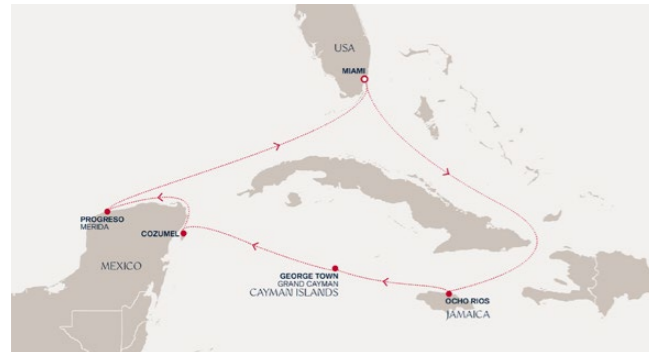 USA
MIAMI
PROGRESO
MERIDA
COZUMEL
MEXICO
GEORGE TOWN
GRAND CAYMAN
CAYMAN ISLANDS
OCHO RIOS
JAMAICA